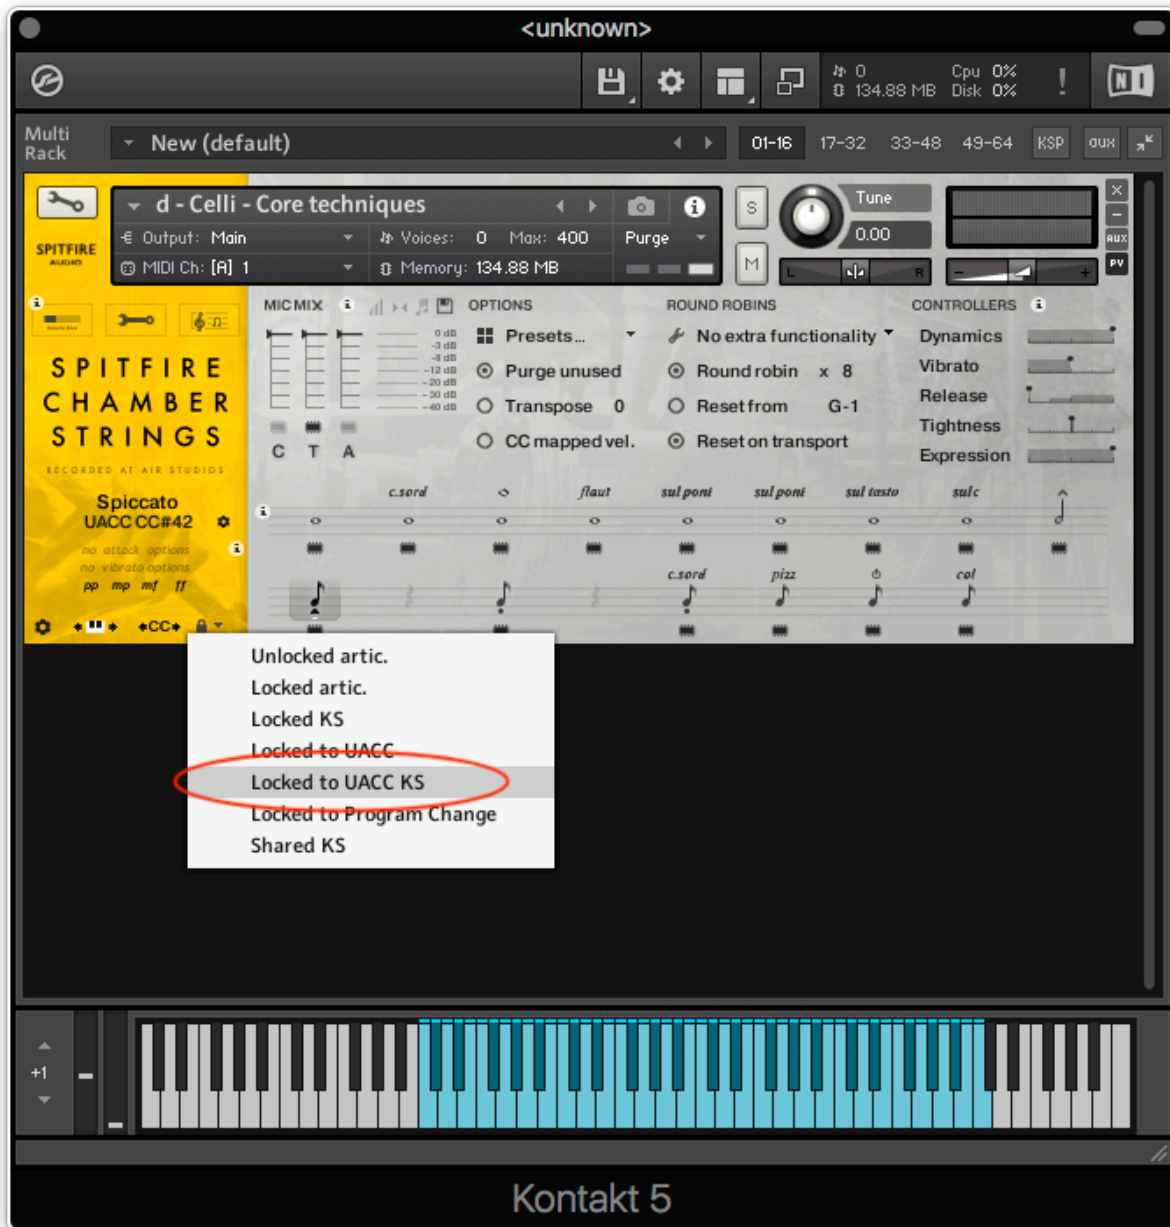 <unknown>
0 Cpu 0%
134.88 MB Disk 0% ! NI
Multi Rack New (default) 01-16 17-32 33-48 49-64 KSP aux
d - Celli - Core techniques i S Tune X
SPITFIRE AUDIO Output: Main Voices: 0 Max: 400 Purge 0.00 AUX
MIDI Ch: [A] 1 Memory: 134.88 MB M L R - + PV
i MIC MIX i OPTIONS ROUND ROBINS CONTROLLERS i
0 dB Presets... No extra functionality Dynamics
-3 dB
-6 dB
-12 dB Purge unused Round robin x 8 Vibrato
-20 dB
-30 dB Transpose 0 Reset from G-1 Release
-40 dB
Tightness
C T A CC mapped vel. Reset on transport Expression
SPITFIRE
CHAMBER
STRINGS
RECORDED AT AIR STUDIOS
Spiccato
UACC CC#42
no attack options
no vibrato options
pp mp mf ff
CC
c.sord flaut sul pont sul pont sul tasto sul c
c.sord pizz col
Unlocked artic.
Locked artic.
Locked KS
Locked to UACC
Locked to UACC KS
Locked to Program Change
Shared KS
+1
Kontakt 5